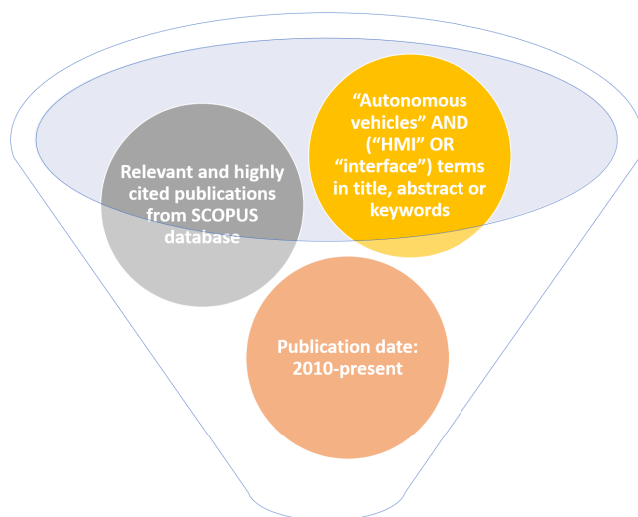 “Autonomous
vehicles” AND
(“HMI” OR
“interface”) terms
in title, abstract or
keywords
Relevant and highly
cited publications
from SCOPUS
database
Publication date:
2010-present